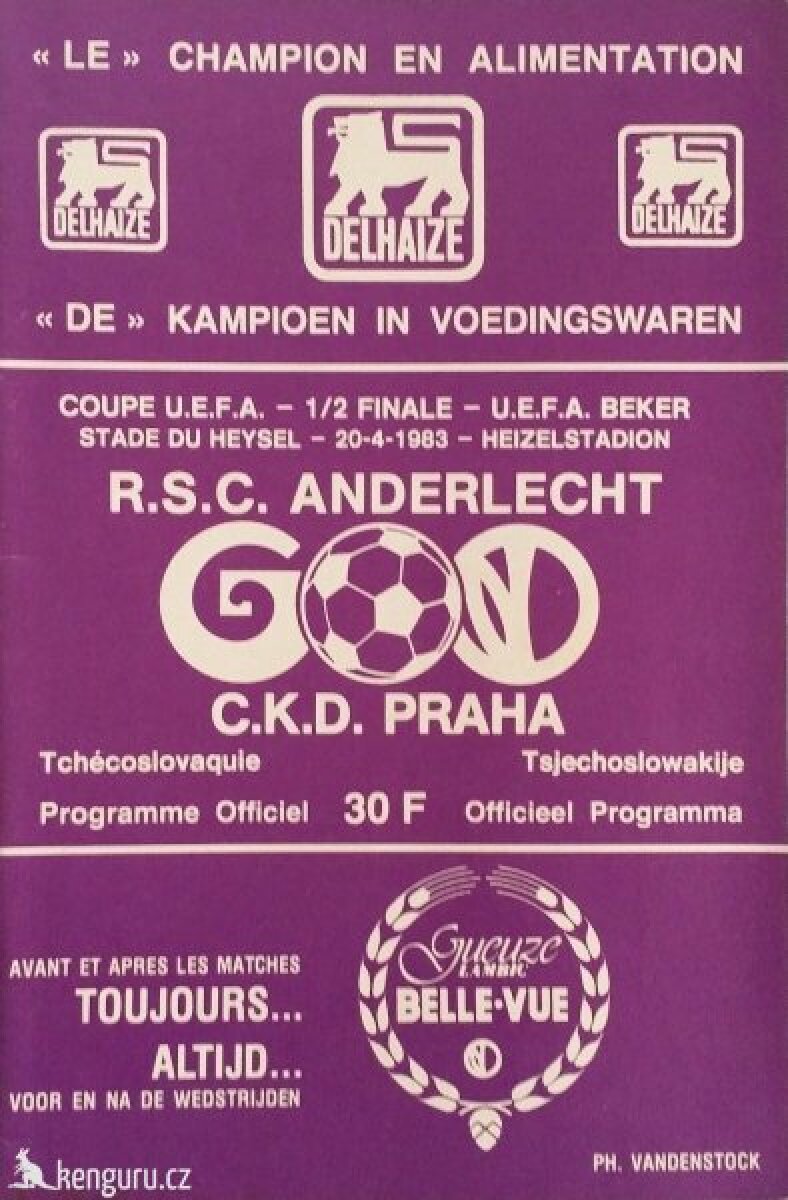 « LE » CHAMPION EN ALIMENTATION
DELHAIZE DELHAIZE DELHAIZE
« DE » KAMPIOEN IN VOEDINGSWAREN
COUPE U.E.F.A. – 1/2 FINALE – U.E.F.A. BEKER
STADE DU HEYSEL – 20-4-1983 – HEIZELSTADION
R.S.C. ANDERLECHT
C.K.D. PRAHA
Tchécoslovaquie Tsjechoslowakije
Programme Officiel 30 F Officieel Programma
AVANT ET APRES LES MATCHES
TOUJOURS...
ALTIJD...
VOOR EN NA DE WEDSTRIJDEN
Gueuze
LAMBIC
BELLE-VUE
PH. VANDENSTOCK
kenguru.cz